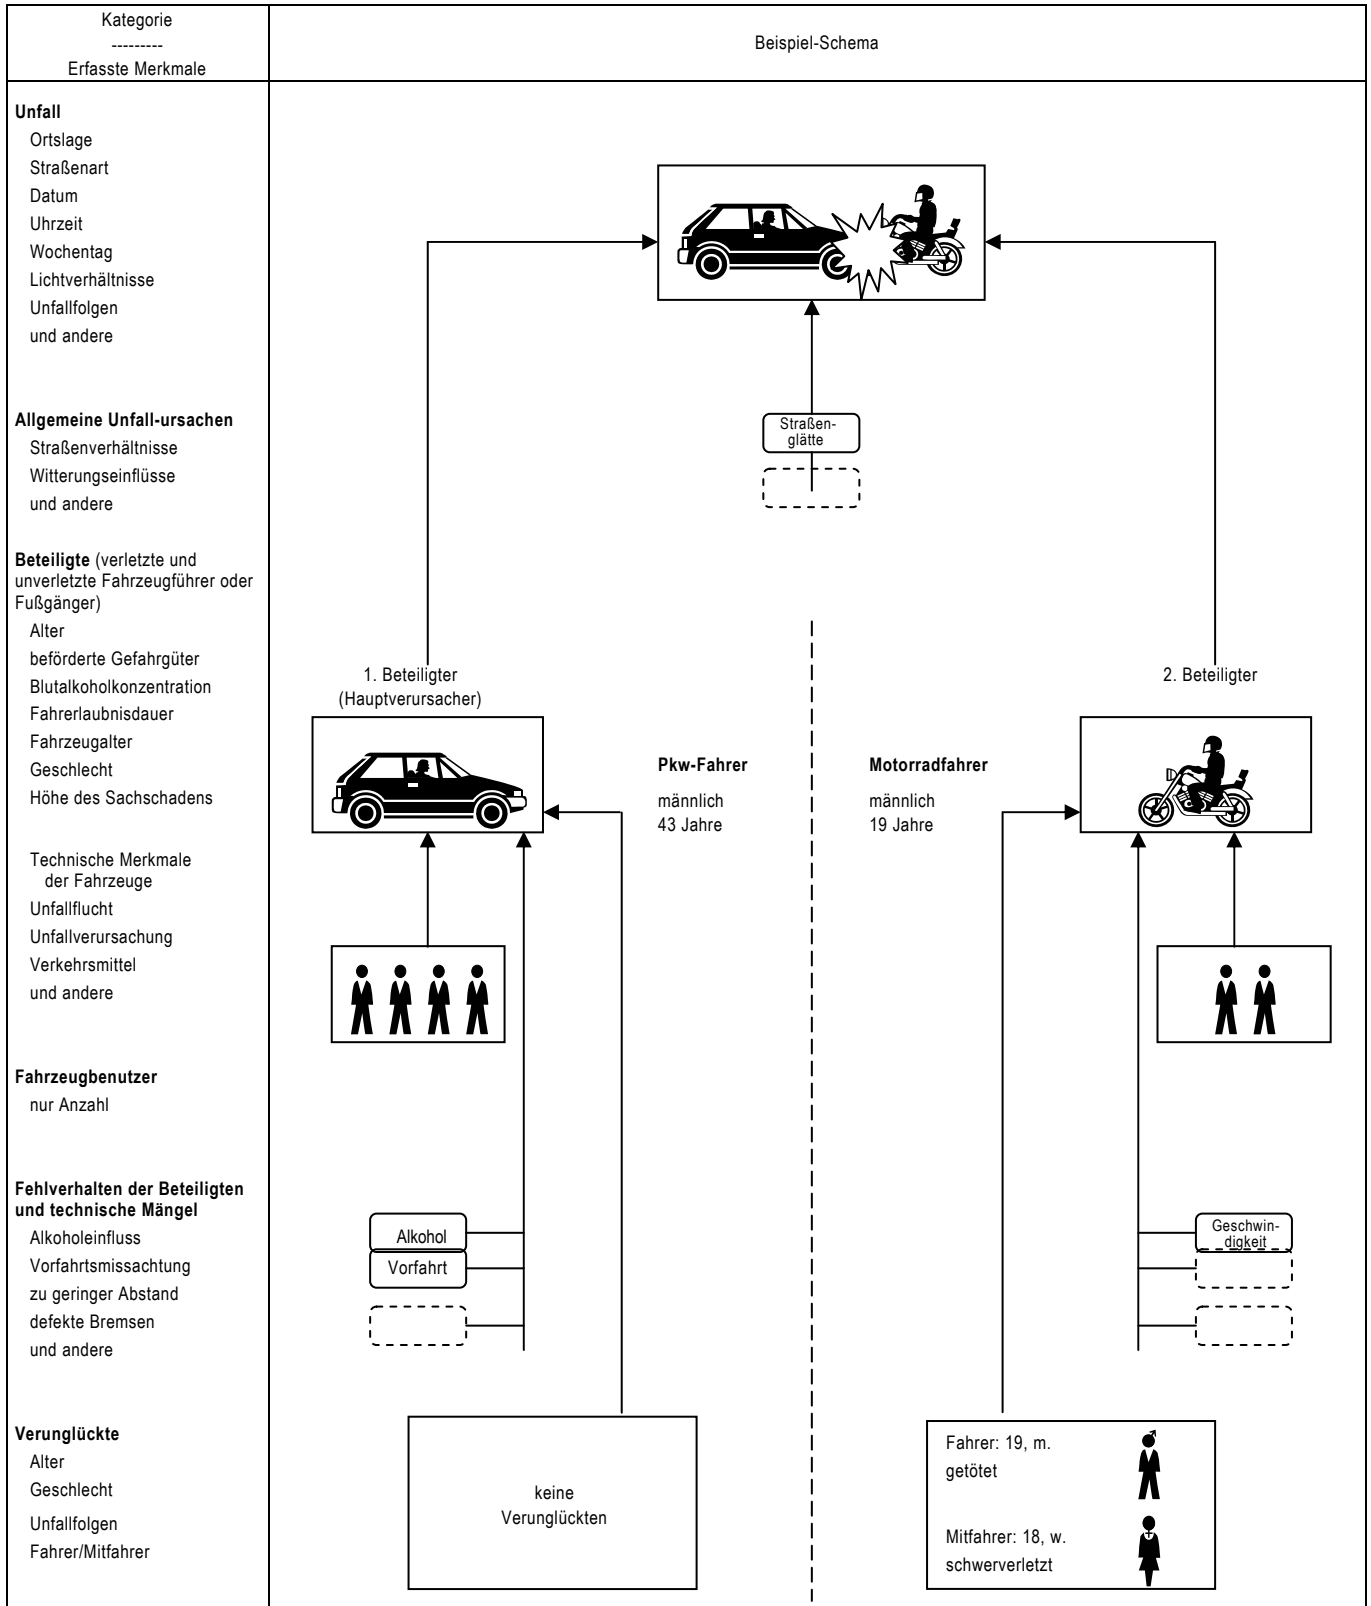 Kategorie
---------
Erfasste Merkmale
Beispiel-Schema
Unfall
Ortslage
Straßenart
Datum
Uhrzeit
Wochentag
Lichtverhältnisse
Unfallfolgen
und andere
Allgemeine Unfall-ursachen
Straßenverhältnisse
Witterungseinflüsse
und andere
Straßen-
glätte
Beteiligte (verletzte und
unverletzte Fahrzeugführer oder
Fußgänger)
Alter
beförderte Gefahrgüter
Blutalkoholkonzentration
Fahrerlaubnisdauer
Fahrzeugalter
Geschlecht
Höhe des Sachschadens
Technische Merkmale
der Fahrzeuge
Unfallflucht
Unfallverursachung
Verkehrsmittel
und andere
1. Beteiligter
(Hauptverursacher)
Pkw-Fahrer
männlich
43 Jahre
2. Beteiligter
Motorradfahrer
männlich
19 Jahre
Fahrzeugbenutzer
nur Anzahl
Fehlverhalten der Beteiligten
und technische Mängel
Alkoholeinfluss
Vorfahrtsmissachtung
zu geringer Abstand
defekte Bremsen
und andere
Alkohol
Vorfahrt
Geschwin-
digkeit
Verunglückte
Alter
Geschlecht
Unfallfolgen
Fahrer/Mitfahrer
keine
Verunglückten
Fahrer: 19, m.
getötet
Mitfahrer: 18, w.
schwerverletzt